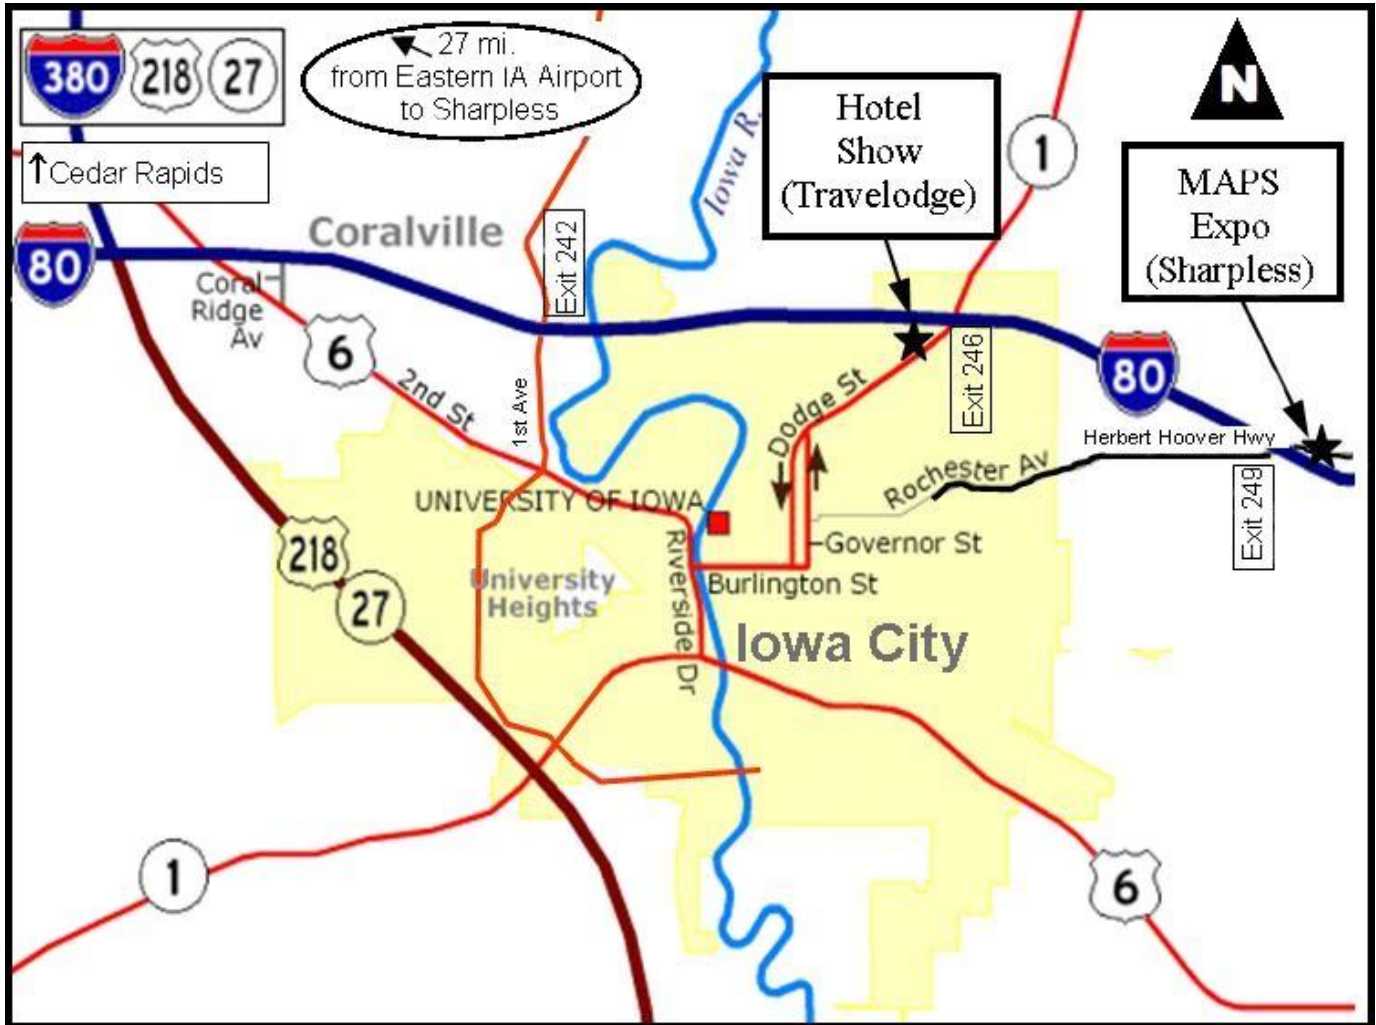 380 218 27
27 mi.
from Eastern IA Airport
to Sharpless
N
↑Cedar Rapids
Hotel
Show
(Travelodge)
1
MAPS
Expo
(Sharpless)
Iowa R.
Coralville
Exit 242
80
Coral
Ridge
Av
6
2nd St
1st Ave
Dodge St
Exit 246
80
Herbert Hoover Hwy
Rochester Av
Exit 249
UNIVERSITY OF IOWA
218
27
University
Heights
Riverside Dr
Governor St
Burlington St
Iowa City
1
6